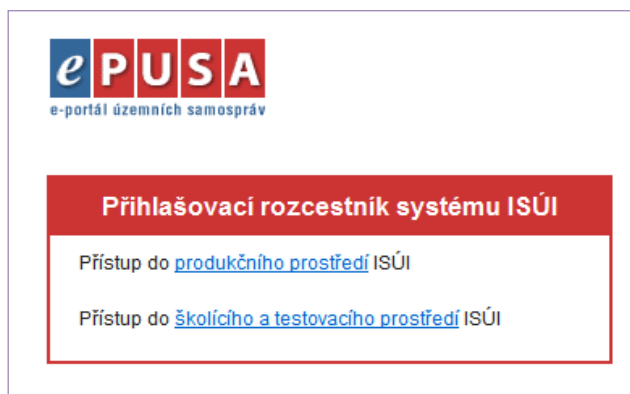 ePUSA
e-portál územních samospráv
Přihlašovací rozcestník systému ISÚI
Přístup do produkčního prostředí ISÚI
Přístup do školícího a testovacího prostředí ISÚI